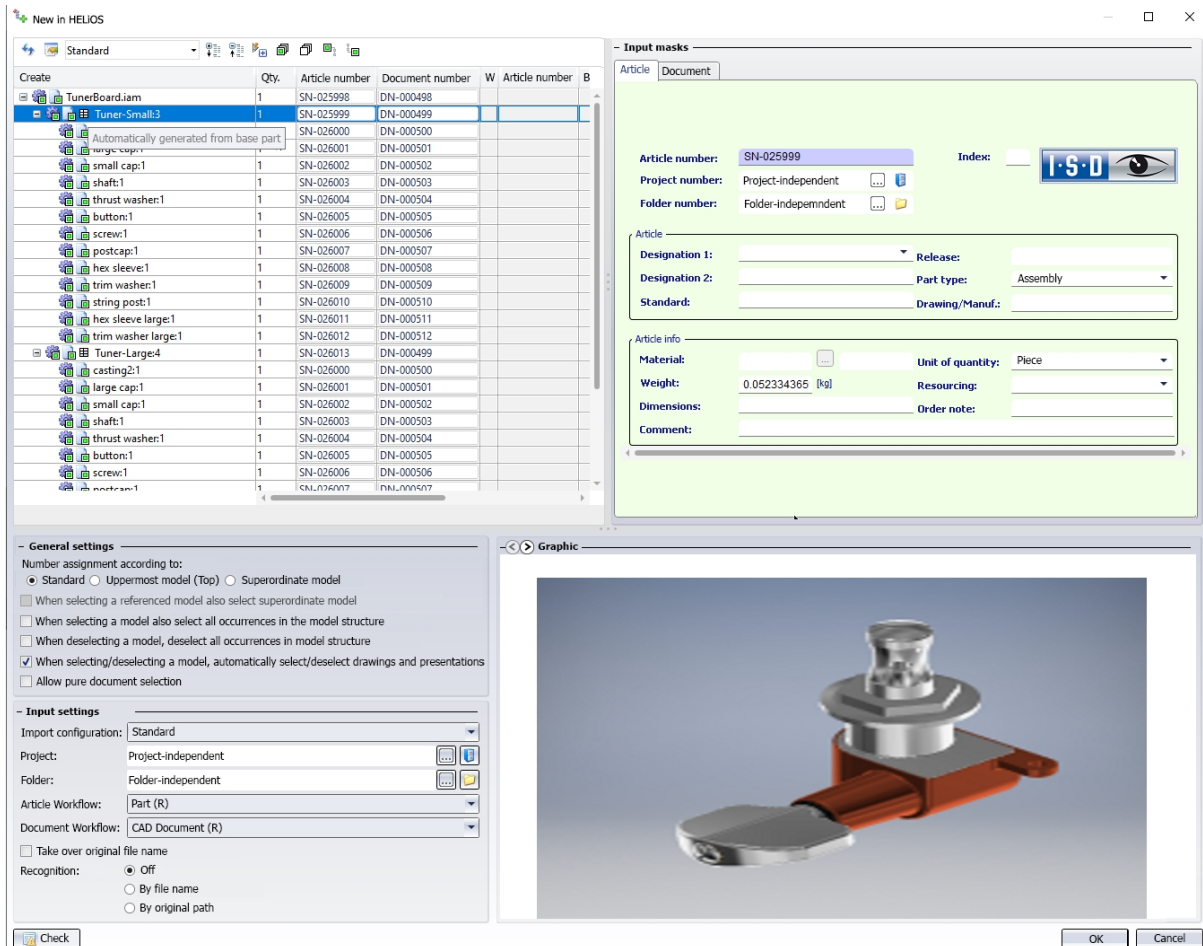 New in HELiOS
Standard
Create Qty. Article number Document number W Article number B
TunerBoard.iam 1 SN-025998 DN-000498
Tuner-Small:3 1 SN-025999 DN-000499
Automatically generated from base part
SN-026000 DN-000500
large cap:1 SN-026001 DN-000501
small cap:1 1 SN-026002 DN-000502
shaft:1 1 SN-026003 DN-000503
thrust washer:1 1 SN-026004 DN-000504
button:1 1 SN-026005 DN-000505
screw:1 1 SN-026006 DN-000506
postcap:1 1 SN-026007 DN-000507
hex sleeve:1 1 SN-026008 DN-000508
trim washer:1 1 SN-026009 DN-000509
string post:1 1 SN-026010 DN-000510
hex sleeve large:1 1 SN-026011 DN-000511
trim washer large:1 1 SN-026012 DN-000512
Tuner-Large:4 1 SN-026013 DN-000499
casting2:1 1 SN-026000 DN-000500
large cap:1 1 SN-026001 DN-000501
small cap:1 1 SN-026002 DN-000502
shaft:1 1 SN-026003 DN-000503
thrust washer:1 1 SN-026004 DN-000504
button:1 1 SN-026005 DN-000505
screw:1 1 SN-026006 DN-000506
postcap:1 1 SN-026007 DN-000507
Input masks
Article Document
Article number: SN-025999 Index: I·S·D
Project number: Project-independent ...
Folder number: Folder-indepemndent ...
Article
Designation 1: Release:
Designation 2: Part type: Assembly
Standard: Drawing/Manuf.:
Article info
Material: ... Unit of quantity: Piece
Weight: 0.052334365 [kg] Resourcing:
Dimensions: Order note:
Comment:
General settings
Number assignment according to:
Standard Uppermost model (Top) Superordinate model
When selecting a referenced model also select superordinate model
When selecting a model also select all occurrences in the model structure
When deselecting a model, deselect all occurrences in model structure
When selecting/deselecting a model, automatically select/deselect drawings and presentations
Allow pure document selection
Input settings
Import configuration: Standard
Project: Project-independent ...
Folder: Folder-independent ...
Article Workflow: Part (R)
Document Workflow: CAD Document (R)
Take over original file name
Recognition: Off
By file name
By original path
Graphic
Check OK Cancel